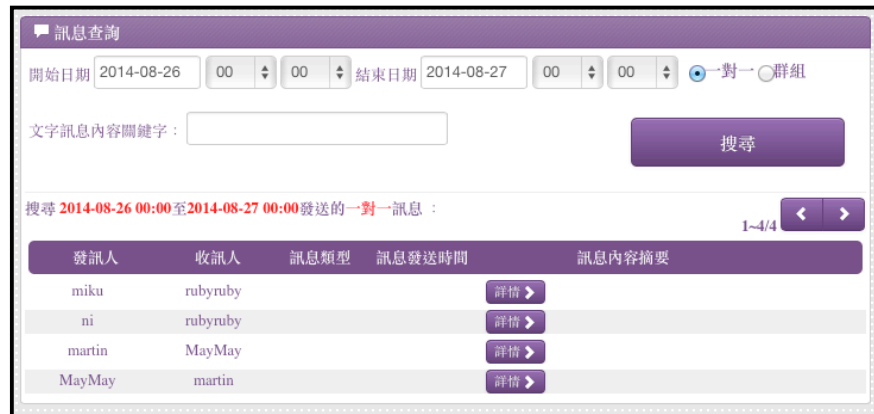 訊息查詢
開始日期 2014-08-26 00 00 結束日期 2014-08-27 00 00 一對一 群組
文字訊息內容關鍵字：
搜尋
搜尋 2014-08-26 00:00至2014-08-27 00:00發送的一對一訊息 ：
1~4/4
發訊人 收訊人 訊息類型 訊息發送時間 訊息內容摘要
miku rubyruby 詳情
ni rubyruby 詳情
martin MayMay 詳情
MayMay martin 詳情